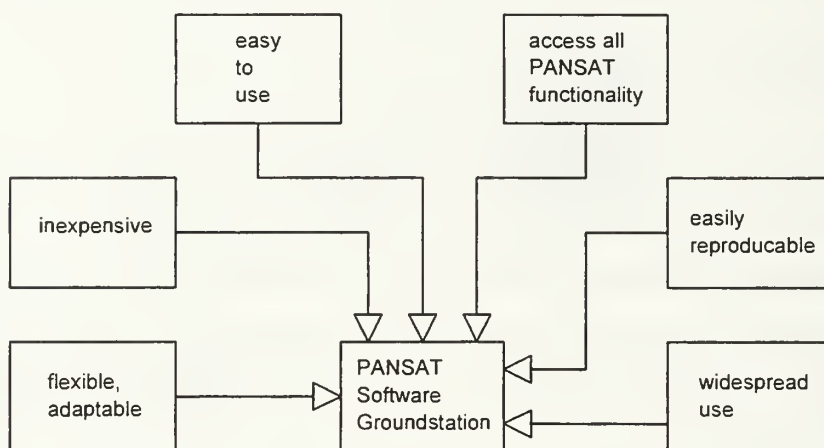 easy
to
use
access all
PANSAT
functionality
inexpensive
easily
reproducable
flexible,
adaptable
PANSAT
Software
Groundstation
widespread
use